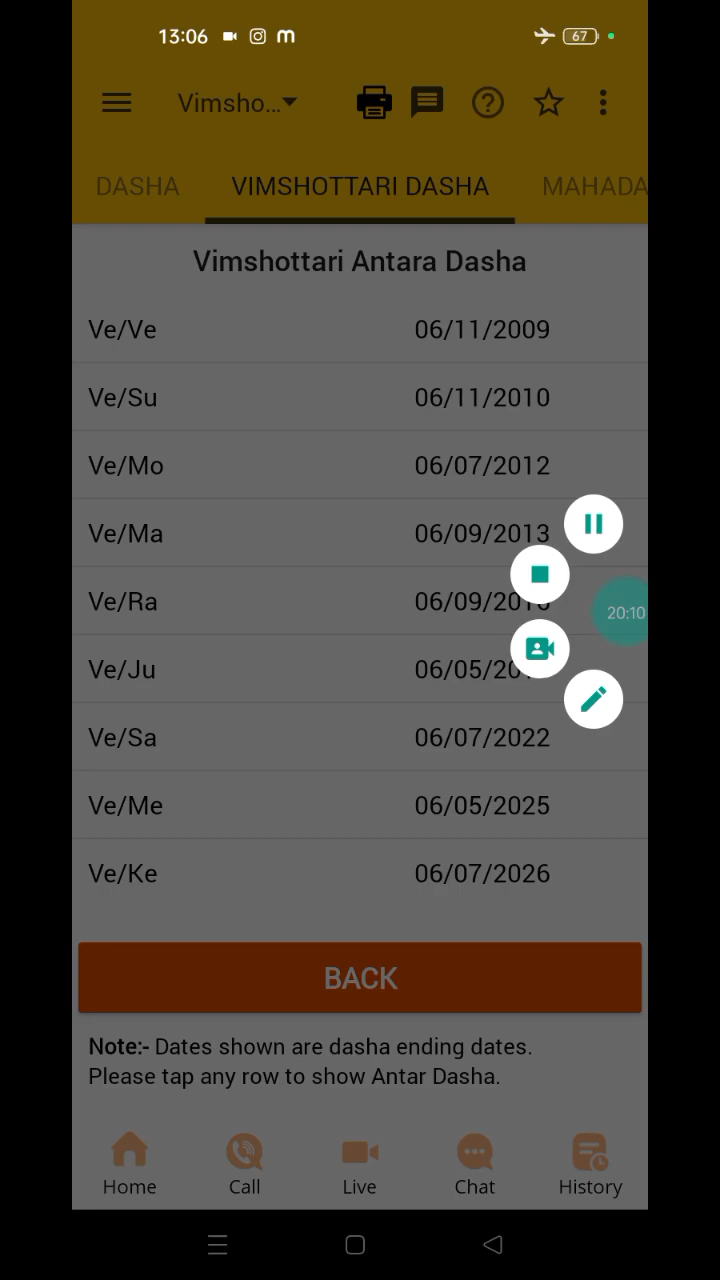 13:06 67
Vimsho...
DASHA VIMSHOTTARI DASHA MAHADA
Vimshottari Antara Dasha
Ve/Ve 06/11/2009
Ve/Su 06/11/2010
Ve/Mo 06/07/2012
Ve/Ma 06/09/2013
Ve/Ra
20:10
Ve/Ju
Ve/Sa 06/07/2022
Ve/Me 06/05/2025
Ve/Ke 06/07/2026
BACK
Note:- Dates shown are dasha ending dates.
Please tap any row to show Antar Dasha.
Home Call Live Chat History